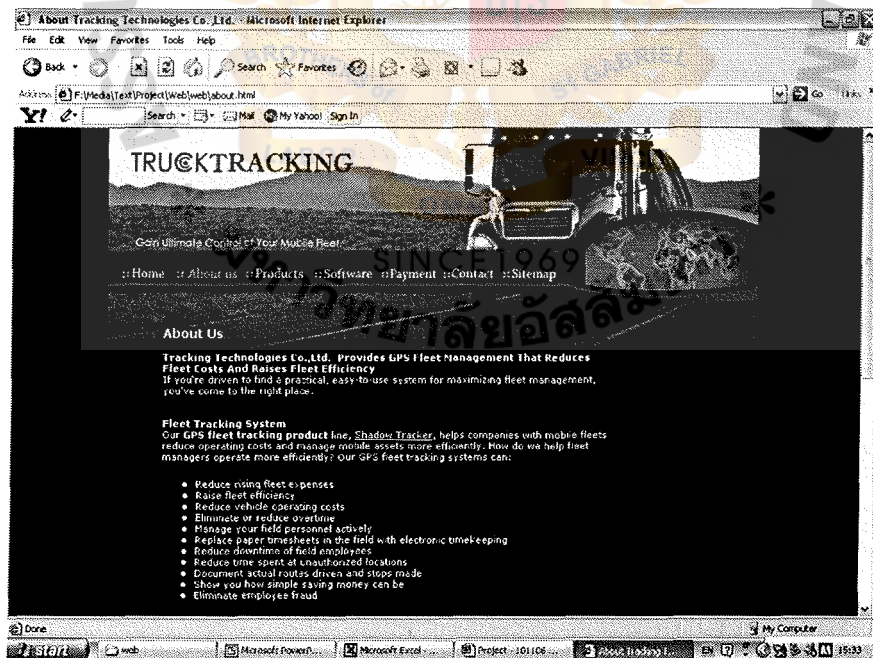 About Tracking Technologies Co.,Ltd. - Microsoft Internet Explorer
File Edit View Favorites Tools Help
Back Search Favorites
Address F:\Media\Text\Project\Web\web\about.html Go Links
Y! Search Mail My Yahoo! Sign In
TRUCKTRACKING
Gain Ultimate Control of Your Mobile Fleet
::Home ::About us ::Products ::Software ::Payment ::Contact ::Sitemap
SINCE 1969
About Us
Tracking Technologies Co.,Ltd. Provides GPS Fleet Management That Reduces
Fleet Costs And Raises Fleet Efficiency
If you're driven to find a practical, easy-to-use system for maximizing fleet management,
you've come to the right place.
Fleet Tracking System
Our GPS fleet tracking product line, Shadow Tracker, helps companies with mobile fleets
reduce operating costs and manage mobile assets more efficiently. How do we help fleet
managers operate more efficiently? Our GPS fleet tracking systems can:
Reduce rising fleet expenses
Raise fleet efficiency
Reduce vehicle operating costs
Eliminate or reduce overtime
Manage your field personnel actively
Replace paper timesheets in the field with electronic timekeeping
Reduce downtime of field employees
Reduce time spent at unauthorized locations
Document actual routes driven and stops made
Show you how simple saving money can be
Eliminate employee fraud
Done My Computer
start web Microsoft PowerP... Microsoft Excel - ... Project - 101106 ... About Tracking T... EN 15:33